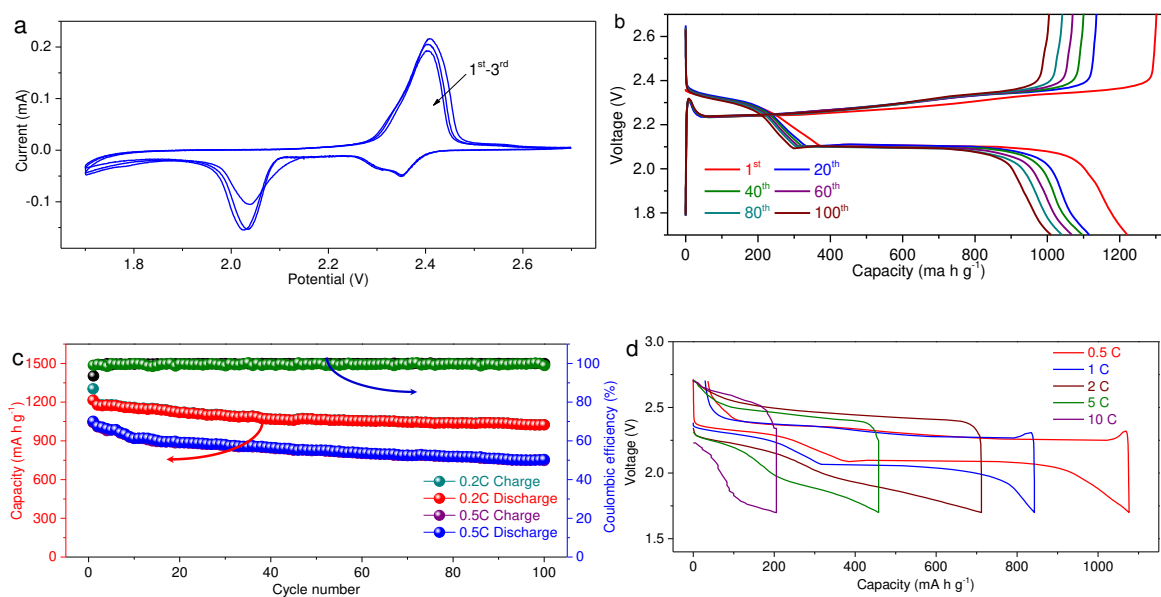 a
0.2
0.1
0.0
-0.1
Current (mA)
1st-3rd
1.8 2.0 2.2 2.4 2.6
Potential (V)
b
2.6
2.4
2.2
2.0
1.8
Voltage (V)
1st 20th
40th 60th
80th 100th
0 200 400 600 800 1000 1200
Capacity (ma h g-1)
c
1500
1200
900
600
300
0
Capacity (mA h g-1)
100
80
60
40
20
0
Coulombic efficiency (%)
0.2C Charge
0.2C Discharge
0.5C Charge
0.5C Discharge
0 20 40 60 80 100
Cycle number
d
3.0
2.5
2.0
1.5
Voltage (V)
0.5 C
1 C
2 C
5 C
10 C
0 200 400 600 800 1000
Capacity (mA h g-1)